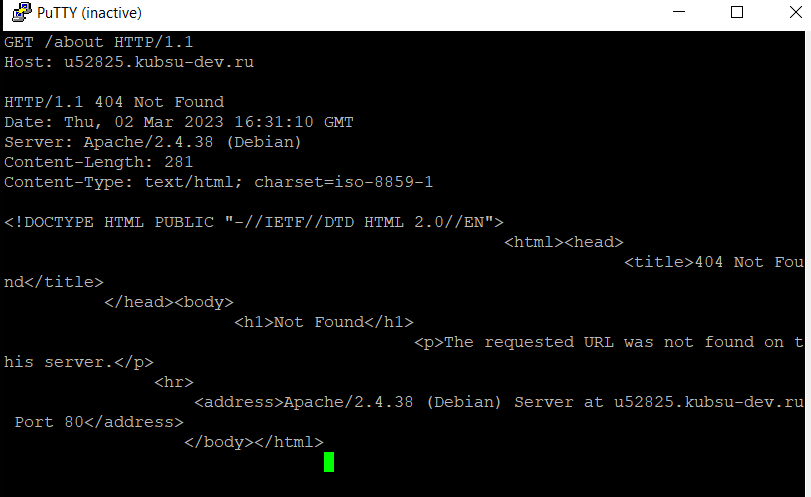 PuTTY (inactive)
GET /about HTTP/1.1
Host: u52825.kubsu-dev.ru
HTTP/1.1 404 Not Found
Date: Thu, 02 Mar 2023 16:31:10 GMT
Server: Apache/2.4.38 (Debian)
Content-Length: 281
Content-Type: text/html; charset=iso-8859-1
<!DOCTYPE HTML PUBLIC "-//IETF//DTD HTML 2.0//EN">
<html><head>
<title>404 Not Fou
nd</title>
</head><body>
<h1>Not Found</h1>
<p>The requested URL was not found on t
his server.</p>
<hr>
<address>Apache/2.4.38 (Debian) Server at u52825.kubsu-dev.ru
Port 80</address>
</body></html>